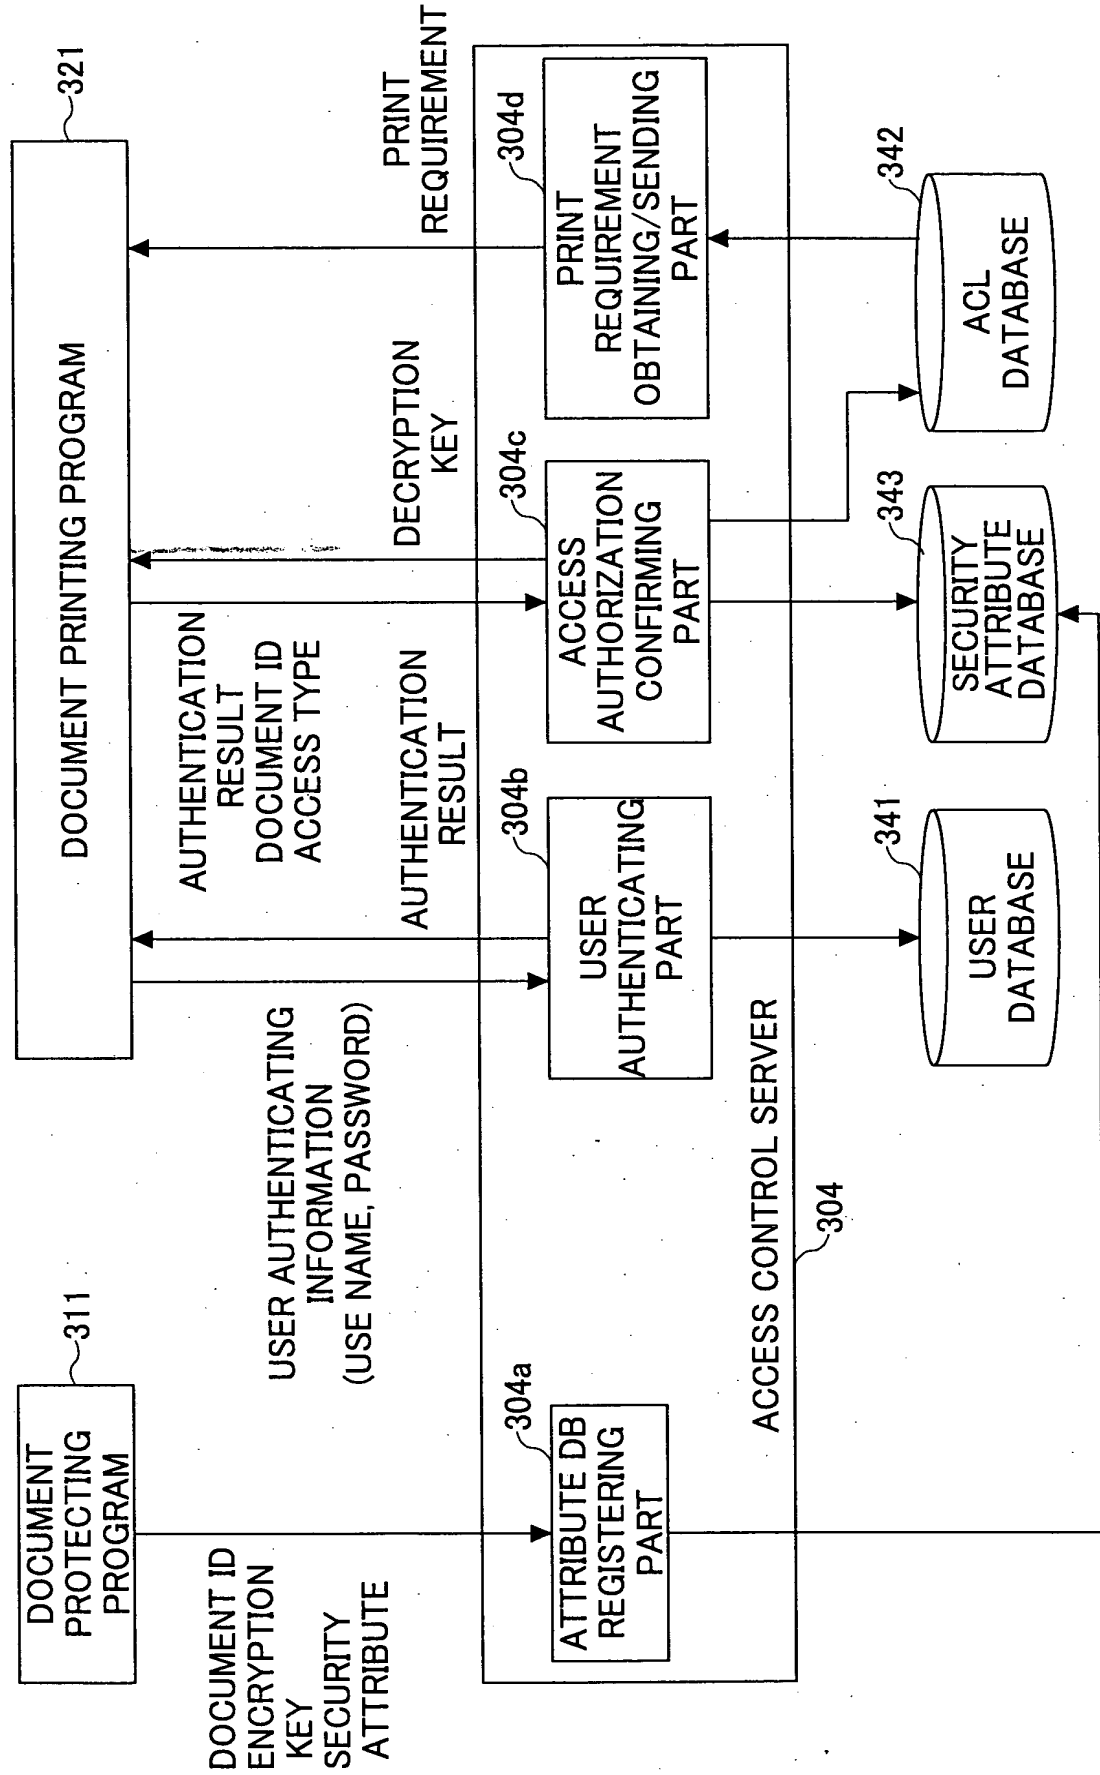 DOCUMENT
PROTECTING
PROGRAM
311
DOCUMENT PRINTING PROGRAM
321
DOCUMENT ID
ENCRYPTION
KEY
SECURITY
ATTRIBUTE
USER AUTHENTICATING
INFORMATION
(USE NAME, PASSWORD)
AUTHENTICATION
RESULT
DOCUMENT ID
ACCESS TYPE
AUTHENTICATION
RESULT
DECRYPTION
KEY
PRINT
REQUIREMENT
304a
ATTRIBUTE DB
REGISTERING
PART
304b
USER
AUTHENTICATING
PART
304c
ACCESS
AUTHORIZATION
CONFIRMING
PART
304d
PRINT
REQUIREMENT
OBTAINING/SENDING
PART
ACCESS CONTROL SERVER
304
341
USER
DATABASE
343
SECURITY
ATTRIBUTE
DATABASE
342
ACL
DATABASE